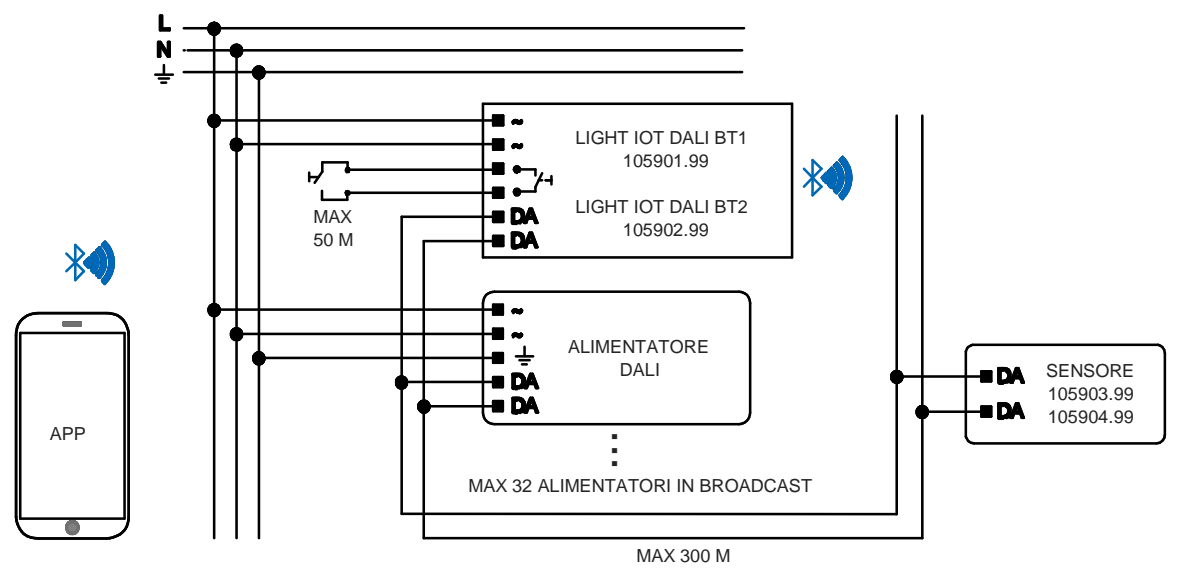 L
N
~
~
LIGHT IOT DALI BT1
105901.99
LIGHT IOT DALI BT2
105902.99
DA
DA
MAX
50 M
~
~
ALIMENTATORE
DALI
DA
DA
SENSORE
105903.99
105904.99
DA
DA
APP
MAX 32 ALIMENTATORI IN BROADCAST
MAX 300 M